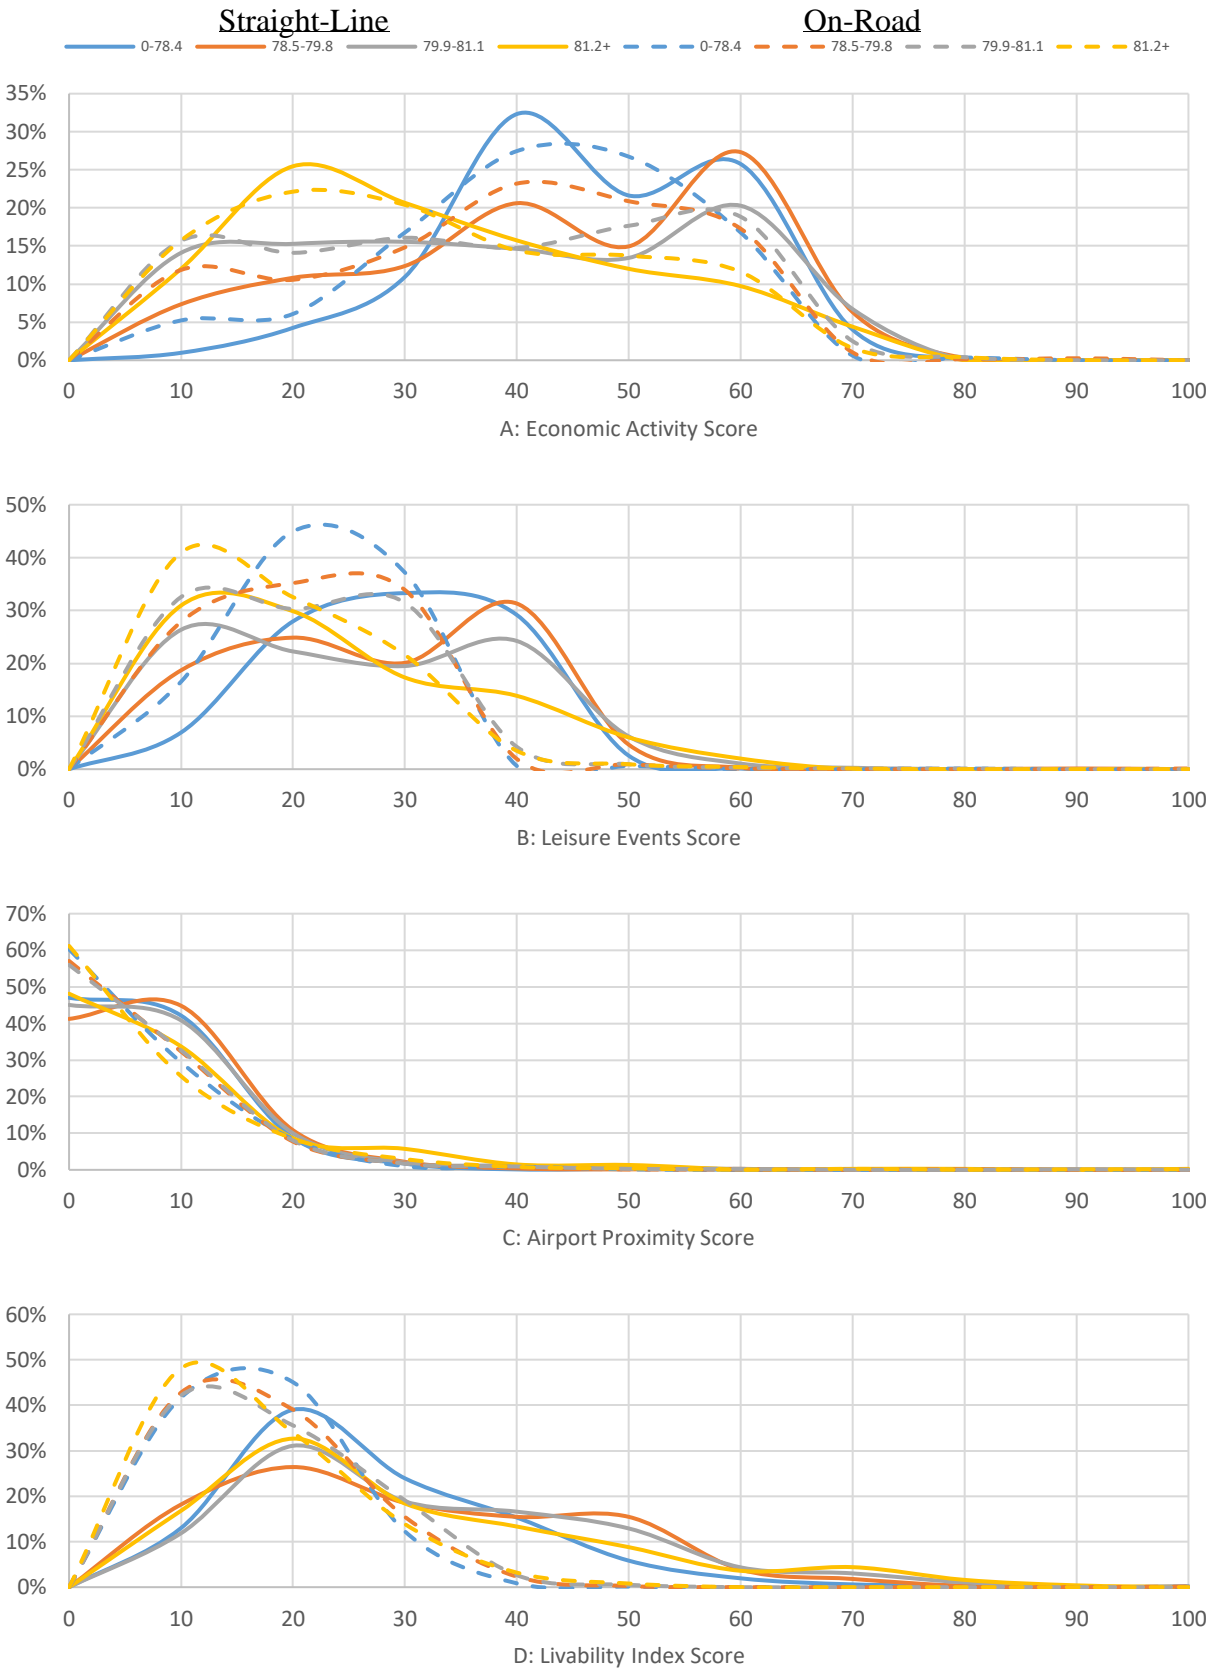 Straight-Line On-Road
0-78.4 78.5-79.8 79.9-81.1 81.2+ 0-78.4 78.5-79.8 79.9-81.1 81.2+
35%
30%
25%
20%
15%
10%
5%
0%
0 10 20 30 40 50 60 70 80 90 100
A: Economic Activity Score
50%
40%
30%
20%
10%
0%
0 10 20 30 40 50 60 70 80 90 100
B: Leisure Events Score
70%
60%
50%
40%
30%
20%
10%
0%
0 10 20 30 40 50 60 70 80 90 100
C: Airport Proximity Score
60%
50%
40%
30%
20%
10%
0%
0 10 20 30 40 50 60 70 80 90 100
D: Livability Index Score